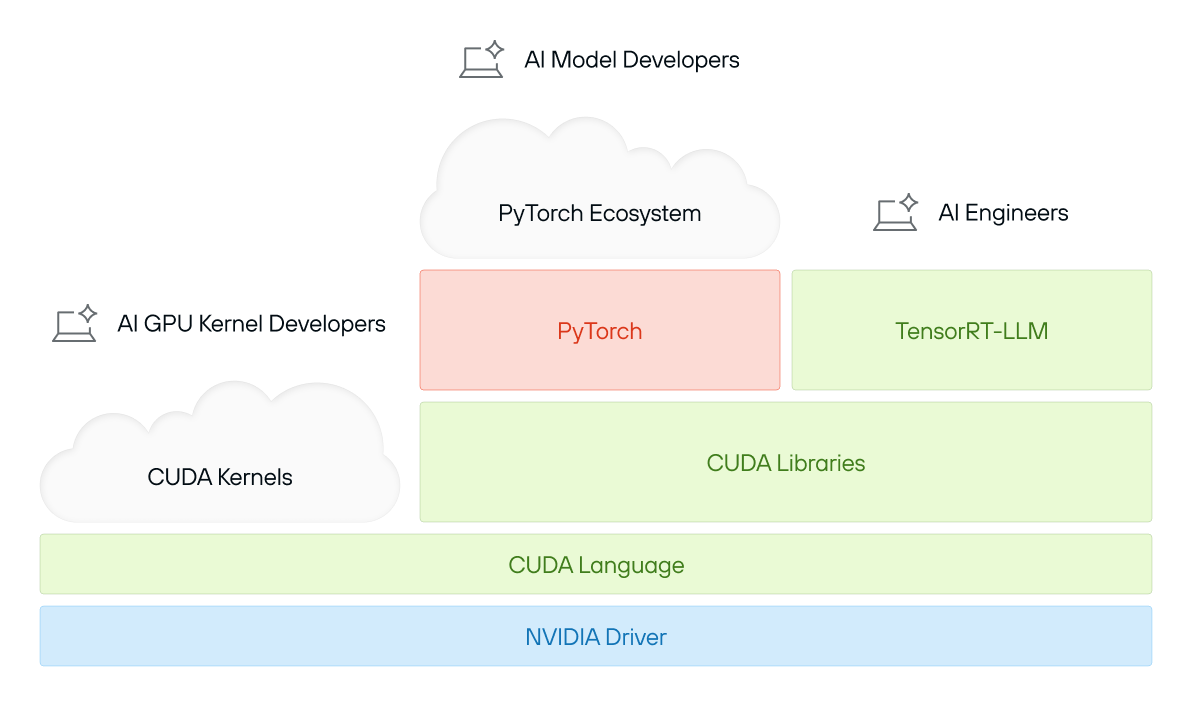 AI Model Developers
PyTorch Ecosystem
AI Engineers
AI GPU Kernel Developers
PyTorch
TensorRT-LLM
CUDA Kernels
CUDA Libraries
CUDA Language
NVIDIA Driver